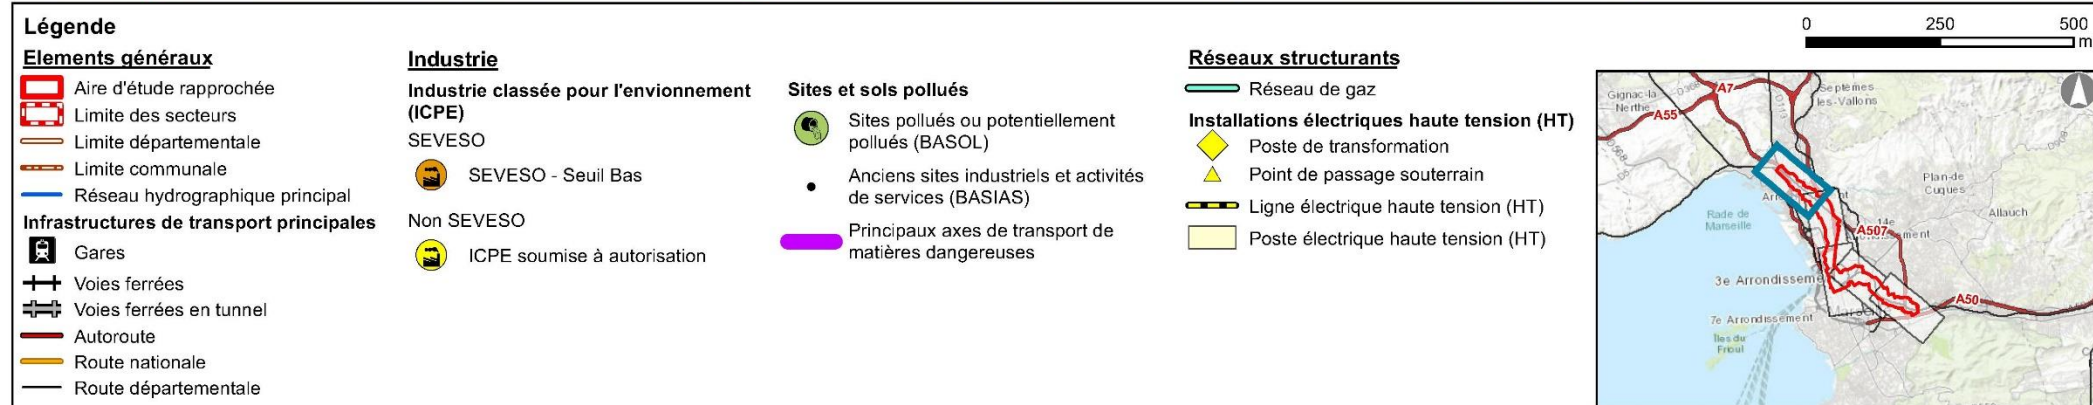 Légende
Elements généraux
Aire d'étude rapprochée
Limite des secteurs
Limite départementale
Limite communale
Réseau hydrographique principal
Infrastructures de transport principales
Gares
Voies ferrées
Voies ferrées en tunnel
Autoroute
Route nationale
Route départementale
Industrie
Industrie classée pour l'envionnement
(ICPE)
SEVESO
SEVESO - Seuil Bas
Non SEVESO
ICPE soumise à autorisation
Sites et sols pollués
Sites pollués ou potentiellement
pollués (BASOL)
Anciens sites industriels et activités
de services (BASIAS)
Principaux axes de transport de
matières dangereuses
Réseaux structurants
Réseau de gaz
Installations électriques haute tension (HT)
Poste de transformation
Point de passage souterrain
Ligne électrique haute tension (HT)
Poste électrique haute tension (HT)
0 250 500
m
A7
Septèmes
-les-Vallons
Gignac-la
Nerthe
A55
D568
Plan-de
Cuques
Allauch
Rade de
Marseille
14e
A507
3e Arrondissem
A50
7e Arrondissement
Îles du
Frioul